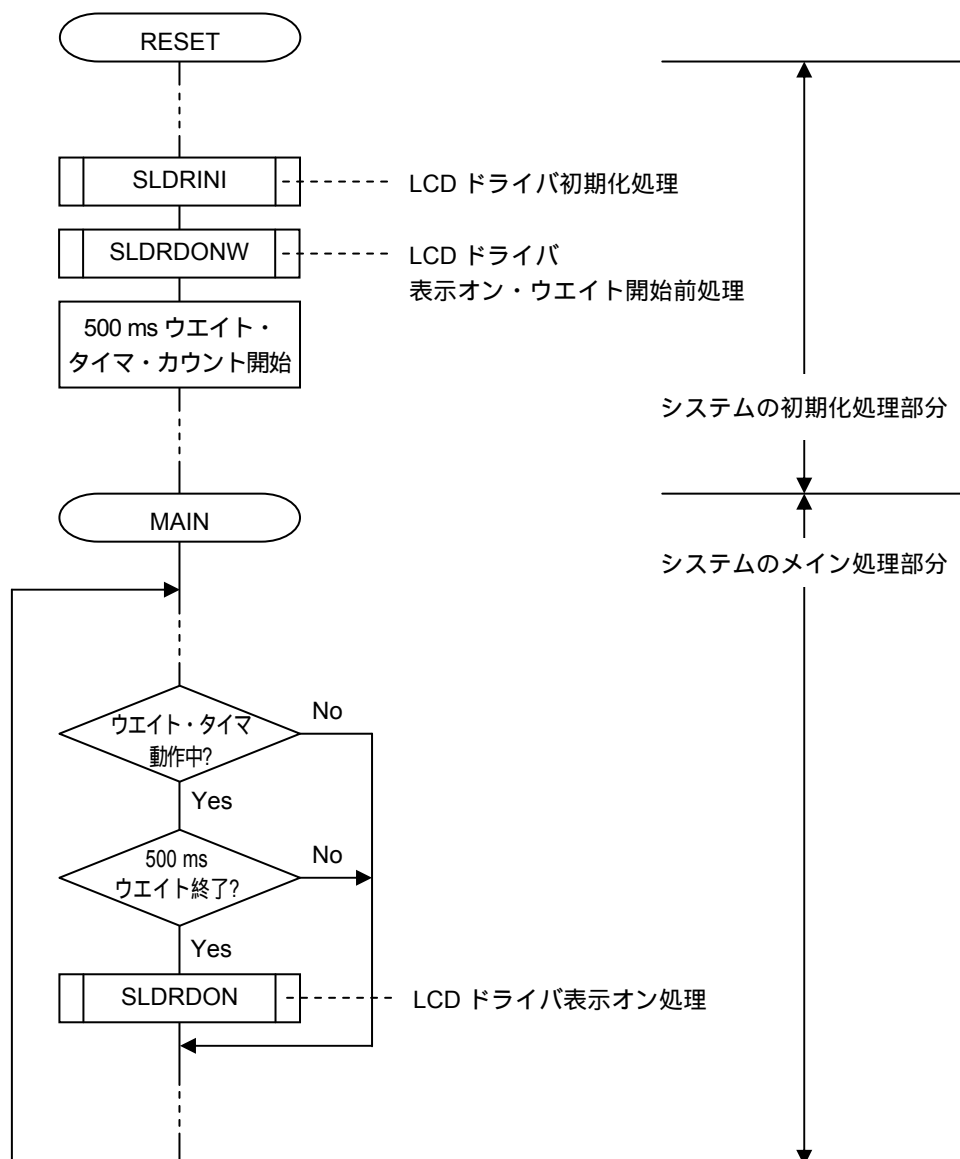 RESET
SLDRINI
LCD ドライバ初期化処理
SLDRDONW
LCD ドライバ
表示オン・ウエイト開始前処理
500 ms ウエイト・
タイマ・カウント開始
システムの初期化処理部分
MAIN
システムのメイン処理部分
ウエイト・タイマ
動作中?
No
Yes
500 ms
ウエイト終了?
No
Yes
SLDRDON
LCD ドライバ表示オン処理